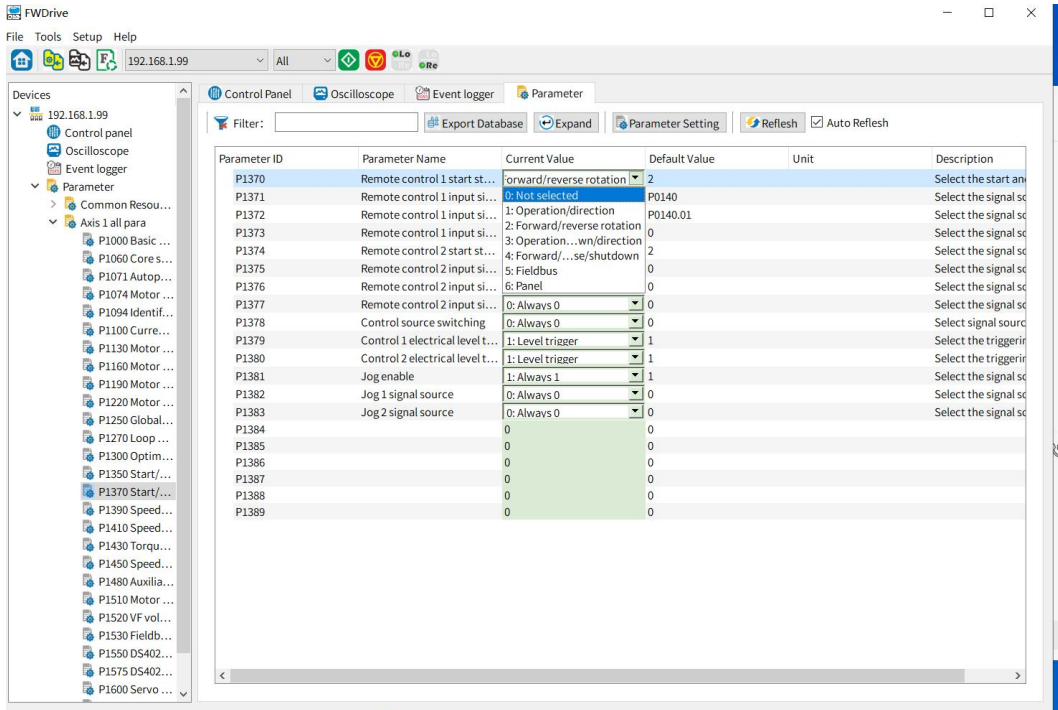 FWDrive
File Tools Setup Help
192.168.1.99 All Lo Re
Devices
192.168.1.99
Control panel
Oscilloscope
Event logger
Parameter
Common Resou...
Axis 1 all para
P1000 Basic ...
P1060 Core s...
P1071 Autop...
P1074 Motor ...
P1094 Identif...
P1100 Curre...
P1130 Motor ...
P1160 Motor ...
P1190 Motor ...
P1220 Motor ...
P1250 Global...
P1270 Loop ...
P1300 Optim...
P1350 Start/...
P1370 Start/...
P1390 Speed...
P1410 Speed...
P1430 Torqu...
P1450 Speed...
P1480 Auxilia...
P1510 Motor ...
P1520 VF vol...
P1530 Fieldb...
P1550 DS402...
P1575 DS402...
P1600 Servo ...
Control Panel Oscilloscope Event logger Parameter
Filter: Export Database Expand Parameter Setting Reflesh Auto Reflesh
Parameter ID Parameter Name Current Value Default Value Unit Description
P1370 Remote control 1 start st... Forward/reverse rotation 2 Select the start an
P1371 Remote control 1 input si... P0140 Select the signal so
P1372 Remote control 1 input si... P0140.01 Select the signal so
P1373 Remote control 1 input si... 0 Select the signal so
P1374 Remote control 2 start st... 2 Select the start an
P1375 Remote control 2 input si... 0 Select the signal so
P1376 Remote control 2 input si... 0 Select the signal so
0: Not selected
1: Operation/direction
2: Forward/reverse rotation
3: Operation...wn/direction
4: Forward/...se/shutdown
5: Fieldbus
6: Panel
P1377 Remote control 2 input si... 0: Always 0 0 Select the signal so
P1378 Control source switching 0: Always 0 0 Select signal sourc
P1379 Control 1 electrical level t... 1: Level trigger 1 Select the triggerin
P1380 Control 2 electrical level t... 1: Level trigger 1 Select the triggerin
P1381 Jog enable 1: Always 1 1 Select the signal so
P1382 Jog 1 signal source 0: Always 0 0 Select the signal so
P1383 Jog 2 signal source 0: Always 0 0 Select the signal so
P1384 0 0
P1385 0 0
P1386 0 0
P1387 0 0
P1388 0 0
P1389 0 0